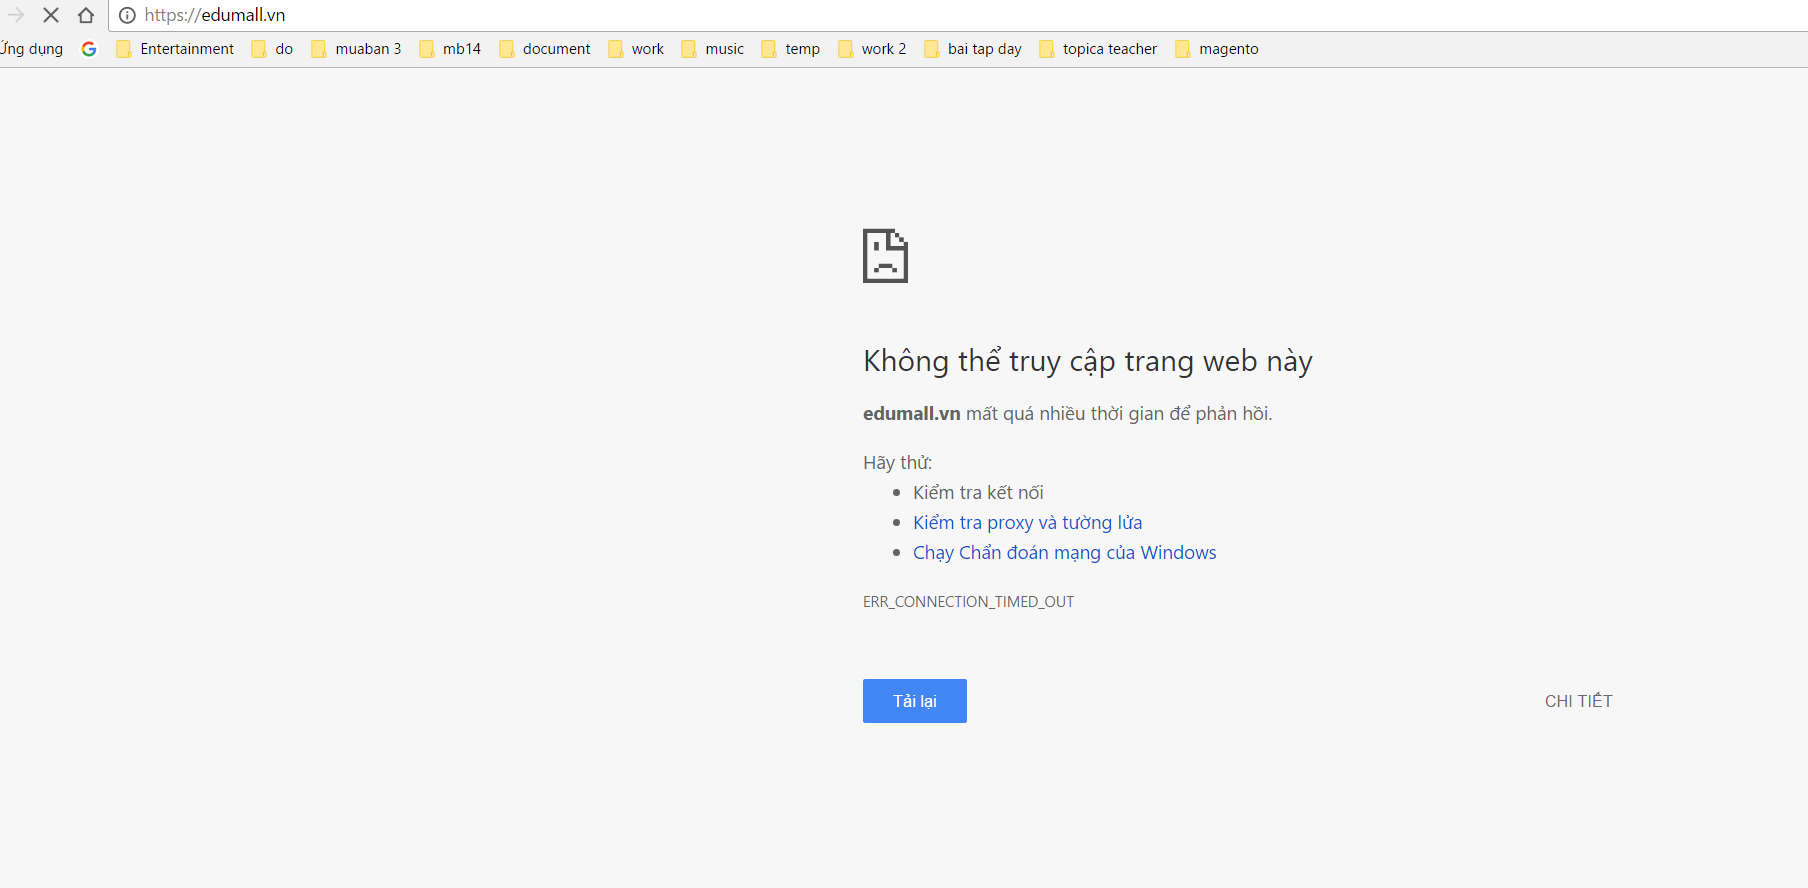 https://edumall.vn
Ứng dụng Entertainment do muaban 3 mb14 document work music temp work 2 bai tap day topica teacher magento
Không thể truy cập trang web này
edumall.vn mất quá nhiều thời gian để phản hồi.
Hãy thử:
Kiểm tra kết nối
Kiểm tra proxy và tường lửa
Chạy Chẩn đoán mạng của Windows
ERR_CONNECTION_TIMED_OUT
Tải lại CHI TIẾT